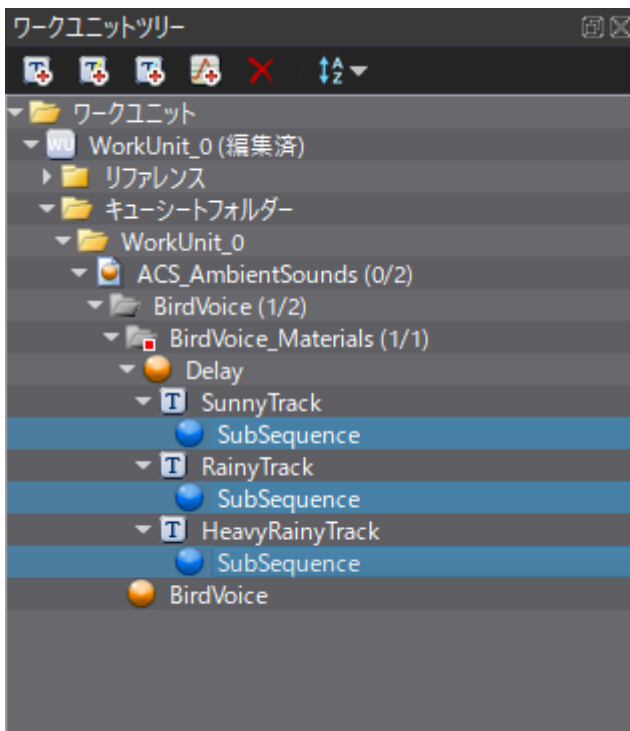 ワークユニットツリー
ワークユニット
WorkUnit_0 (編集済)
リファレンス
キューシートフォルダー
WorkUnit_0
ACS_AmbientSounds (0/2)
BirdVoice (1/2)
BirdVoice_Materials (1/1)
Delay
T SunnyTrack
SubSequence
T RainyTrack
SubSequence
T HeavyRainyTrack
SubSequence
BirdVoice